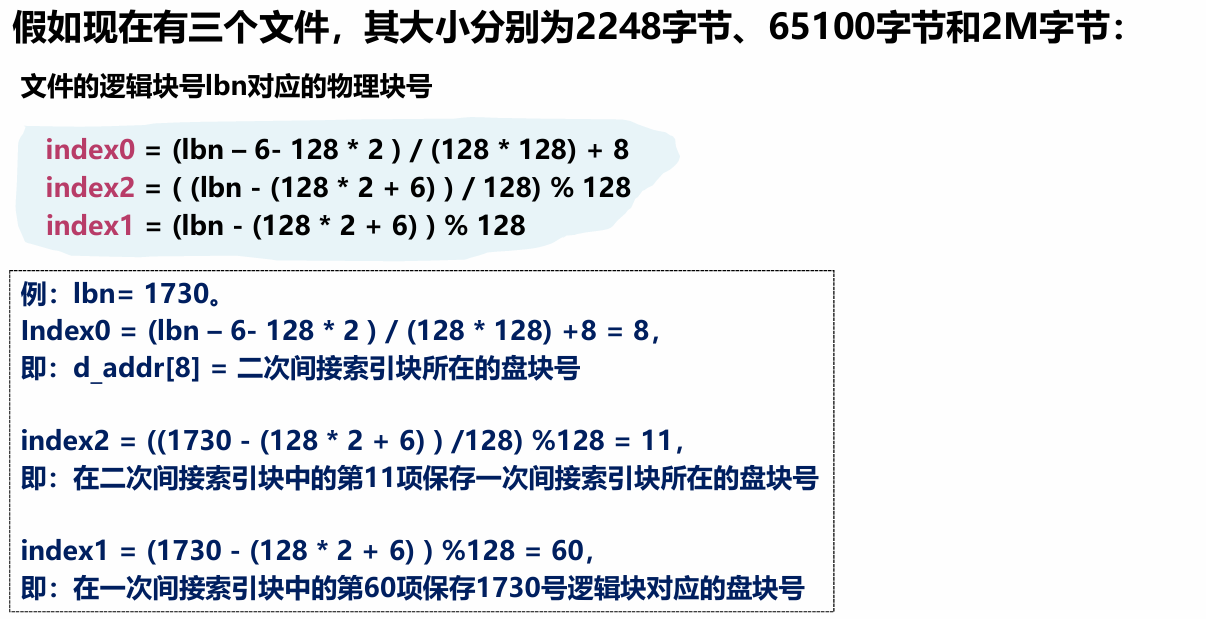 假如现在有三个文件，其大小分别为2248字节、65100字节和2M字节：
文件的逻辑块号lbn对应的物理块号
index0 = (lbn – 6- 128 * 2 ) / (128 * 128) + 8
index2 = ( (lbn - (128 * 2 + 6) ) / 128) % 128
index1 = (lbn - (128 * 2 + 6) ) % 128
例：lbn= 1730。
Index0 = (lbn – 6- 128 * 2 ) / (128 * 128) +8 = 8，
即：d_addr[8] = 二次间接索引块所在的盘块号
index2 = ((1730 - (128 * 2 + 6) ) /128) %128 = 11，
即：在二次间接索引块中的第11项保存一次间接索引块所在的盘块号
index1 = (1730 - (128 * 2 + 6) ) %128 = 60，
即：在一次间接索引块中的第60项保存1730号逻辑块对应的盘块号